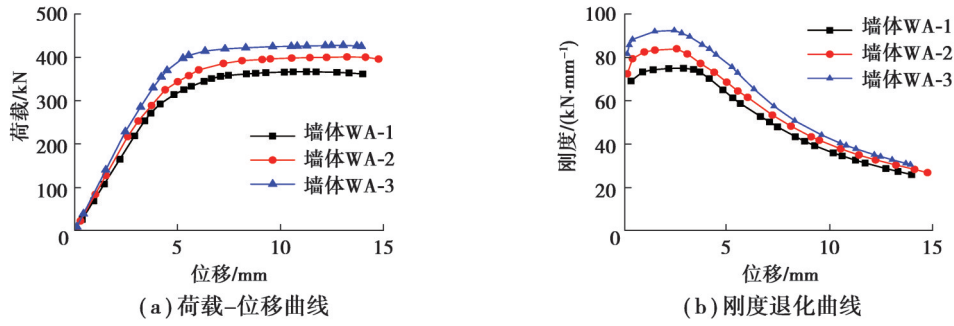 500
400
300
200
100
0
荷载/kN
墙体WA-1
墙体WA-2
墙体WA-3
5
10
15
位移/mm
(a)荷载-位移曲线
100
80
60
40
20
0
刚度/(kN·mm⁻¹)
墙体WA-1
墙体WA-2
墙体WA-3
5
10
15
位移/mm
(b)刚度退化曲线